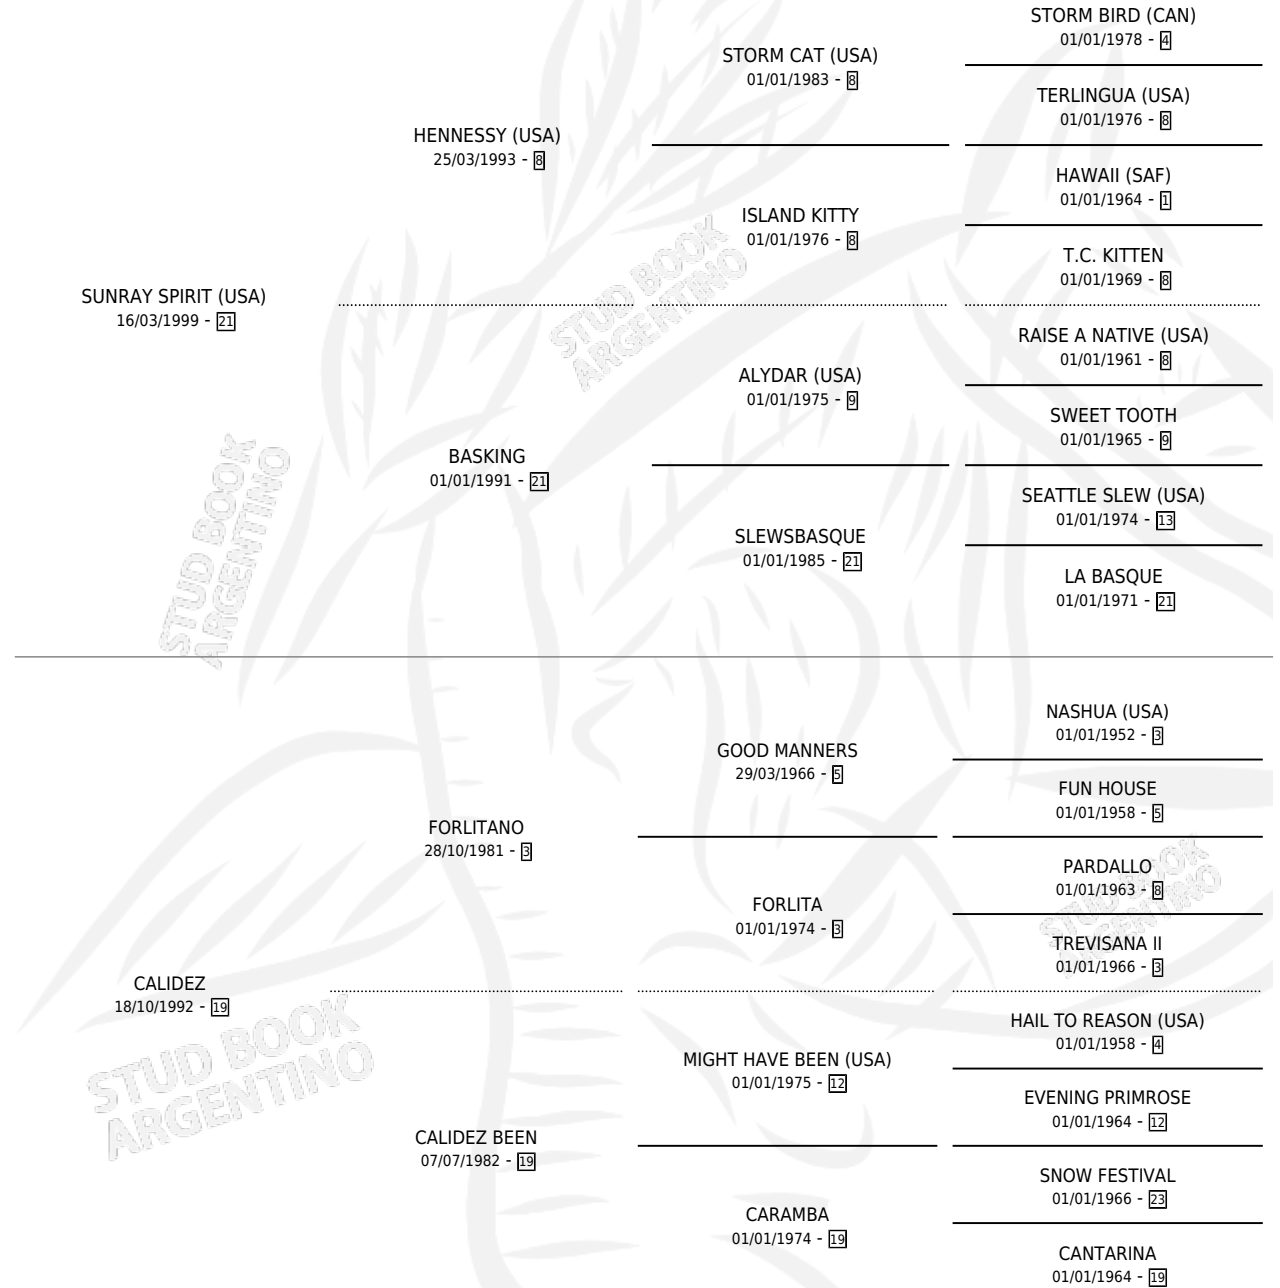 STORM BIRD (CAN)
01/01/1978 - 4
STORM CAT (USA)
01/01/1983 - 8
TERLINGUA (USA)
01/01/1976 - 8
HENNESSY (USA)
25/03/1993 - 8
HAWAII (SAF)
01/01/1964 - 1
ISLAND KITTY
01/01/1976 - 8
T.C. KITTEN
01/01/1969 - 8
SUNRAY SPIRIT (USA)
16/03/1999 - 21
STUD BOOK
ARGENTINO
RAISE A NATIVE (USA)
01/01/1961 - 8
ALYDAR (USA)
01/01/1975 - 9
SWEET TOOTH
01/01/1965 - 9
BASKING
01/01/1991 - 21
STUD BOOK
ARGENTINO
SEATTLE SLEW (USA)
01/01/1974 - 13
SLEWSBASQUE
01/01/1985 - 21
LA BASQUE
01/01/1971 - 21
NASHUA (USA)
01/01/1952 - 3
GOOD MANNERS
29/03/1966 - 5
FUN HOUSE
01/01/1958 - 5
FORLITANO
28/10/1981 - 3
PARDALLO
01/01/1963 - 8
STUD BOOK
ARGENTINO
FORLITA
01/01/1974 - 3
TREVISANA II
01/01/1966 - 3
CALIDEZ
18/10/1992 - 19
STUD BOOK
ARGENTINO
HAIL TO REASON (USA)
01/01/1958 - 4
MIGHT HAVE BEEN (USA)
01/01/1975 - 12
EVENING PRIMROSE
01/01/1964 - 12
CALIDEZ BEEN
07/07/1982 - 19
SNOW FESTIVAL
01/01/1966 - 23
CARAMBA
01/01/1974 - 19
CANTARINA
01/01/1964 - 19